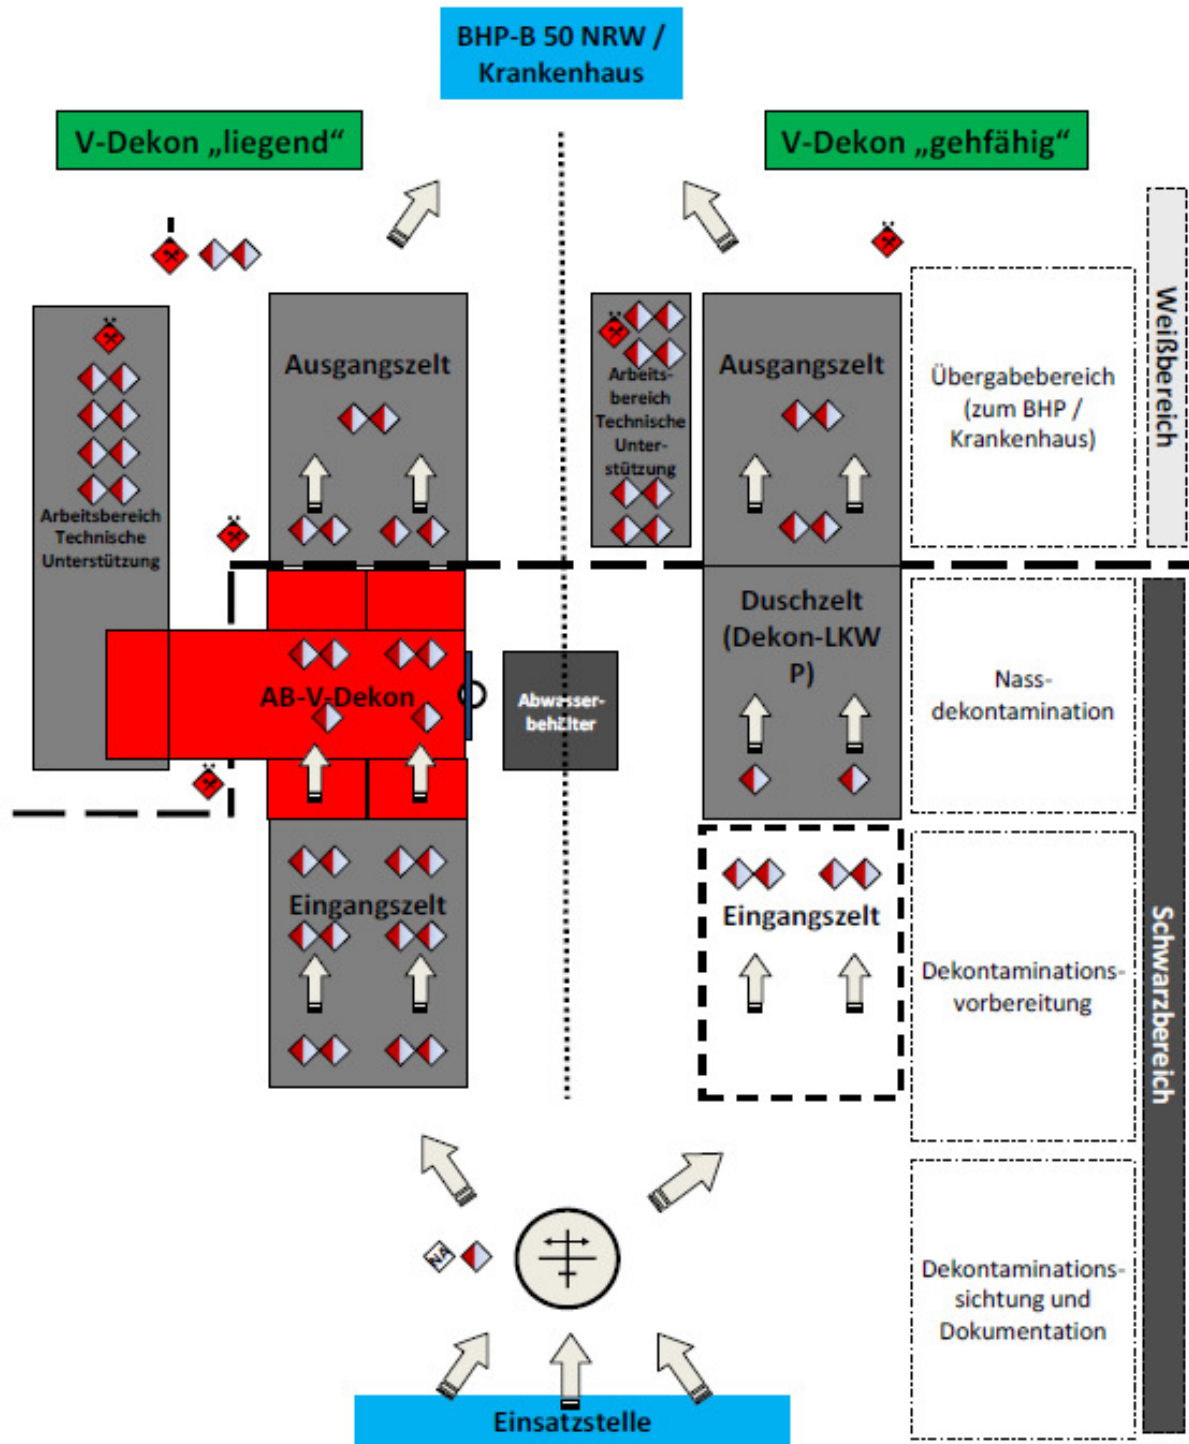 BHP-B 50 NRW /
Krankenhaus
V-Dekon „liegend“
V-Dekon „gehfähig“
Weißbereich
Ausgangszelt
Arbeitsbereich
Technische
Unterstützung
Arbeits-
bereich
Technische
Unter-
stützung
Ausgangszelt
Übergabebereich
(zum BHP /
Krankenhaus)
AB-V-Dekon
Abwasser-
behälter
Duschzelt
(Dekon-LKW
P)
Nass-
dekontamination
Schwarzbereich
Eingangszelt
Eingangszelt
Dekontaminations-
vorbereitung
NA
Dekontaminations-
sichtung und
Dokumentation
Einsatzstelle